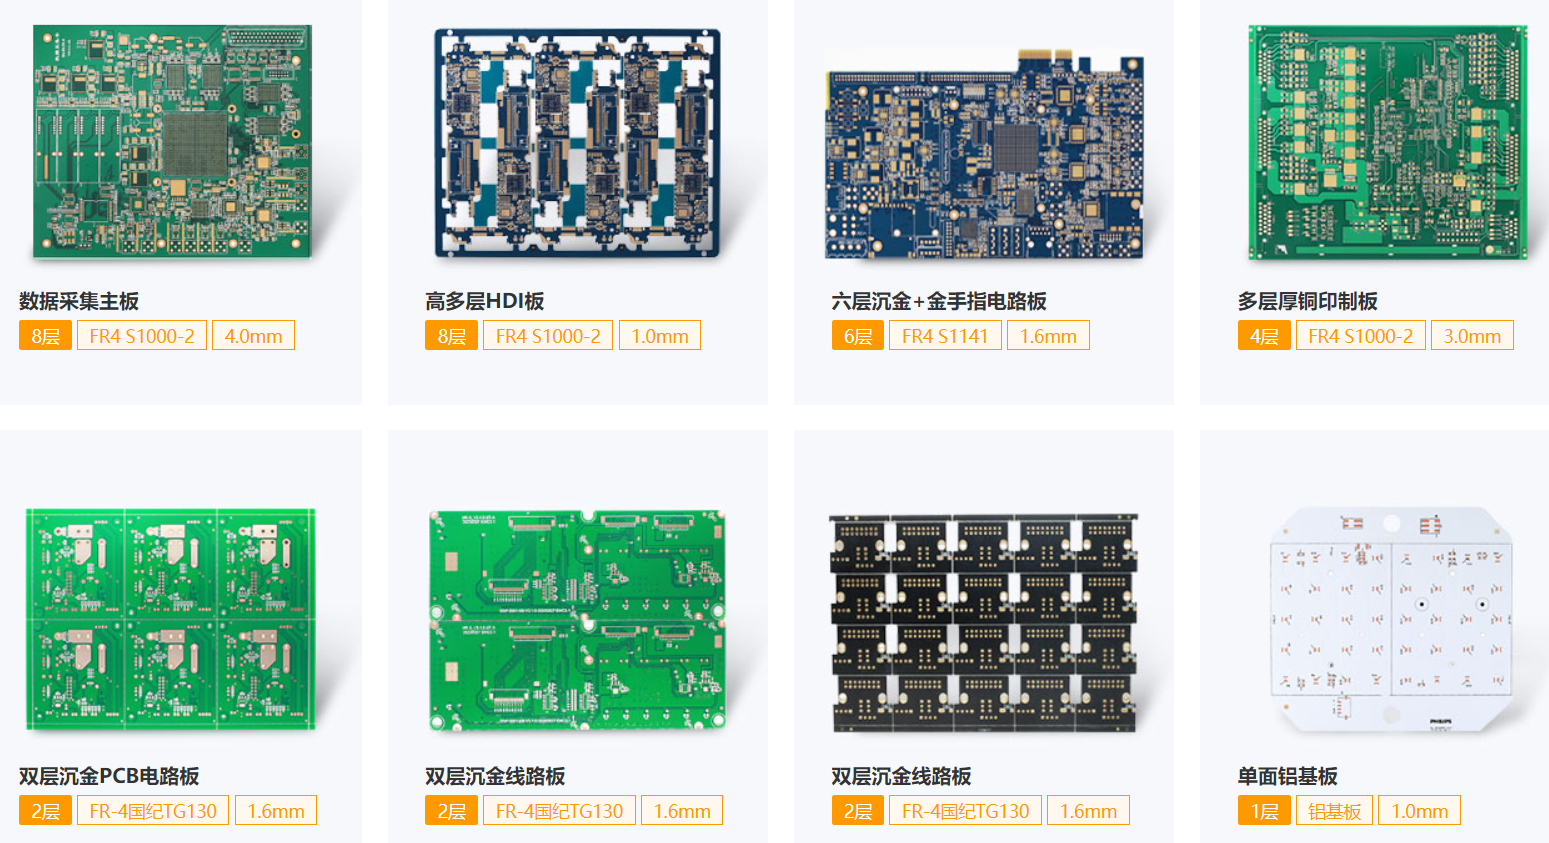 数据采集主板
8层 FR4 S1000-2 4.0mm
高多层HDI板
8层 FR4 S1000-2 1.0mm
六层沉金+金手指电路板
6层 FR4 S1141 1.6mm
多层厚铜印制板
4层 FR4 S1000-2 3.0mm
双层沉金PCB电路板
2层 FR-4国纪TG130 1.6mm
双层沉金线路板
2层 FR-4国纪TG130 1.6mm
双层沉金线路板
2层 FR-4国纪TG130 1.6mm
PHILIPS
单面铝基板
1层 铝基板 1.0mm